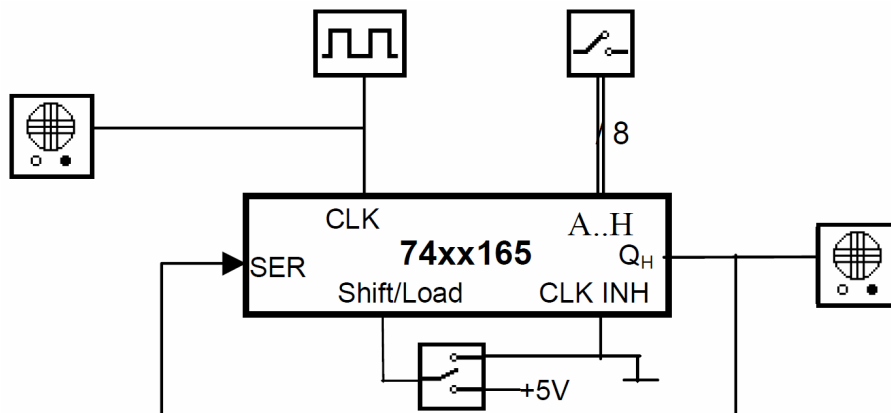 8
CLK
A..H
74xx165
QH
SER
Shift/Load
CLK INH
+5V